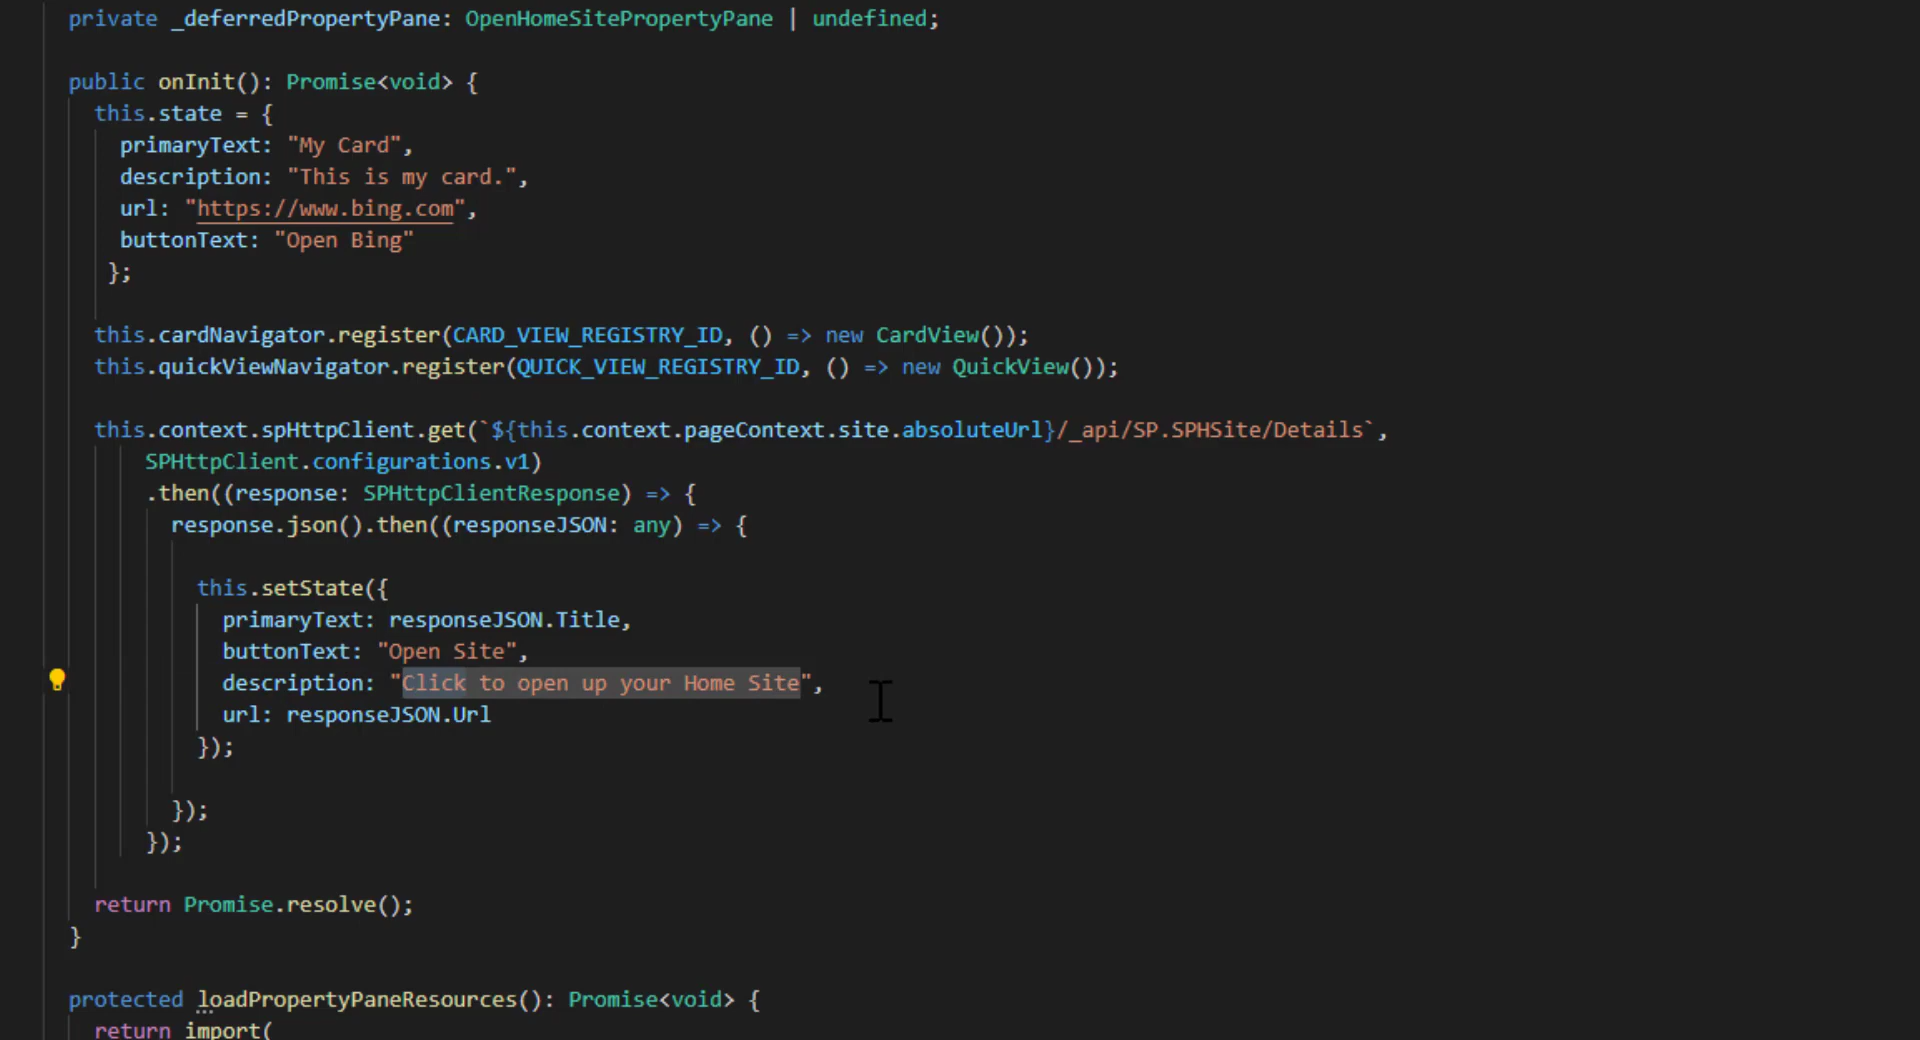 private _deferredPropertyPane: OpenHomeSitePropertyPane | undefined;
public onInit(): Promise<void> {
this.state = {
primaryText: "My Card",
description: "This is my card.",
url: "https://www.bing.com",
buttonText: "Open Bing"
};
this.cardNavigator.register(CARD_VIEW_REGISTRY_ID, () => new CardView());
this.quickViewNavigator.register(QUICK_VIEW_REGISTRY_ID, () => new QuickView());
this.context.spHttpClient.get(`${this.context.pageContext.site.absoluteUrl}/_api/SP.SPHSite/Details`,
SPHttpClient.configurations.v1)
.then((response: SPHttpClientResponse) => {
response.json().then((responseJSON: any) => {
this.setState({
primaryText: responseJSON.Title,
buttonText: "Open Site",
description: "Click to open up your Home Site",
url: responseJSON.Url
});
});
});
return Promise.resolve();
}
protected loadPropertyPaneResources(): Promise<void> {
return import(